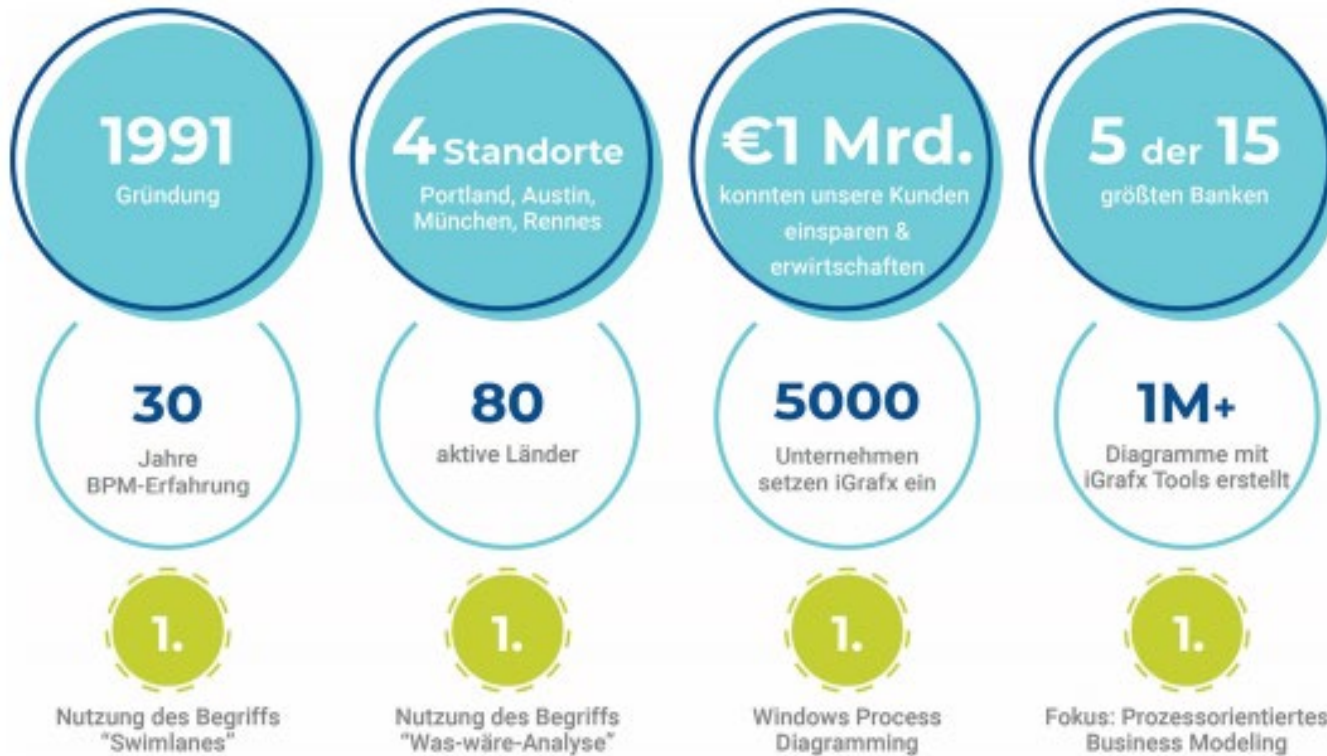 1991
Gründung
4 Standorte
Portland, Austin,
München, Rennes
€1 Mrd.
konnten unsere Kunden
einsparen &
erwirtschaften
5 der 15
größten Banken
30
Jahre
BPM-Erfahrung
80
aktive Länder
5000
Unternehmen
setzen iGrafx ein
1M+
Diagramme mit
iGrafx Tools erstellt
1.
Nutzung des Begriffs
"Swimlanes"
1.
Nutzung des Begriffs
"Was-wäre-Analyse"
1.
Windows Process
Diagramming
1.
Fokus: Prozessorientiertes
Business Modeling